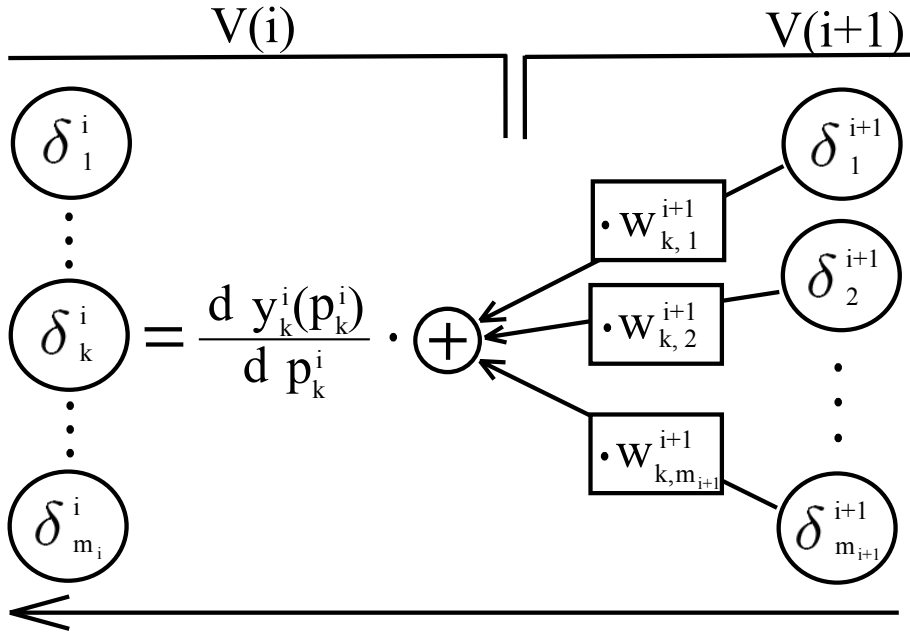 V(i) V(i+1)
δ^i_1 δ^{i+1}_1
· w^{i+1}_{k, 1}
δ^{i+1}_2
δ^i_k = d y^i_k(p^i_k) / d p^i_k · + · w^{i+1}_{k, 2}
· w^{i+1}_{k,m_{i+1}}
δ^i_{m_i} δ^{i+1}_{m_{i+1}}